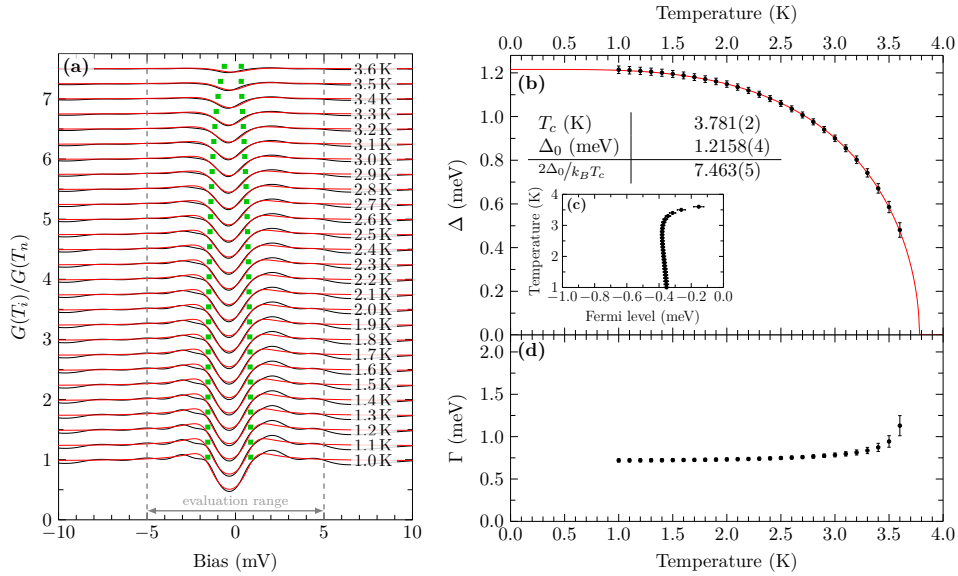 (a)
3.6 K
3.5 K
3.4 K
3.3 K
3.2 K
3.1 K
3.0 K
2.9 K
2.8 K
2.7 K
2.6 K
2.5 K
2.4 K
2.3 K
2.2 K
2.1 K
2.0 K
1.9 K
1.8 K
1.7 K
1.6 K
1.5 K
1.4 K
1.3 K
1.2 K
1.1 K
1.0 K
7
6
5
4
3
2
1
0
G(T_i)/G(T_n)
evaluation range
−10 −5 0 5 10
Bias (mV)
Temperature (K)
0.0 0.5 1.0 1.5 2.0 2.5 3.0 3.5 4.0
(b)
1.2
1.0
0.8
0.6
0.4
0.2
0.0
Δ (meV)
T_c (K) 3.781(2)
Δ_0 (meV) 1.2158(4)
2Δ_0/k_BT_c 7.463(5)
(c)
4
3
2
1
Temperature (K)
−1.0 −0.8 −0.6 −0.4 −0.2 0.0
Fermi level (meV)
(d)
2.0
1.5
1.0
0.5
0.0
Γ (meV)
0.0 0.5 1.0 1.5 2.0 2.5 3.0 3.5 4.0
Temperature (K)